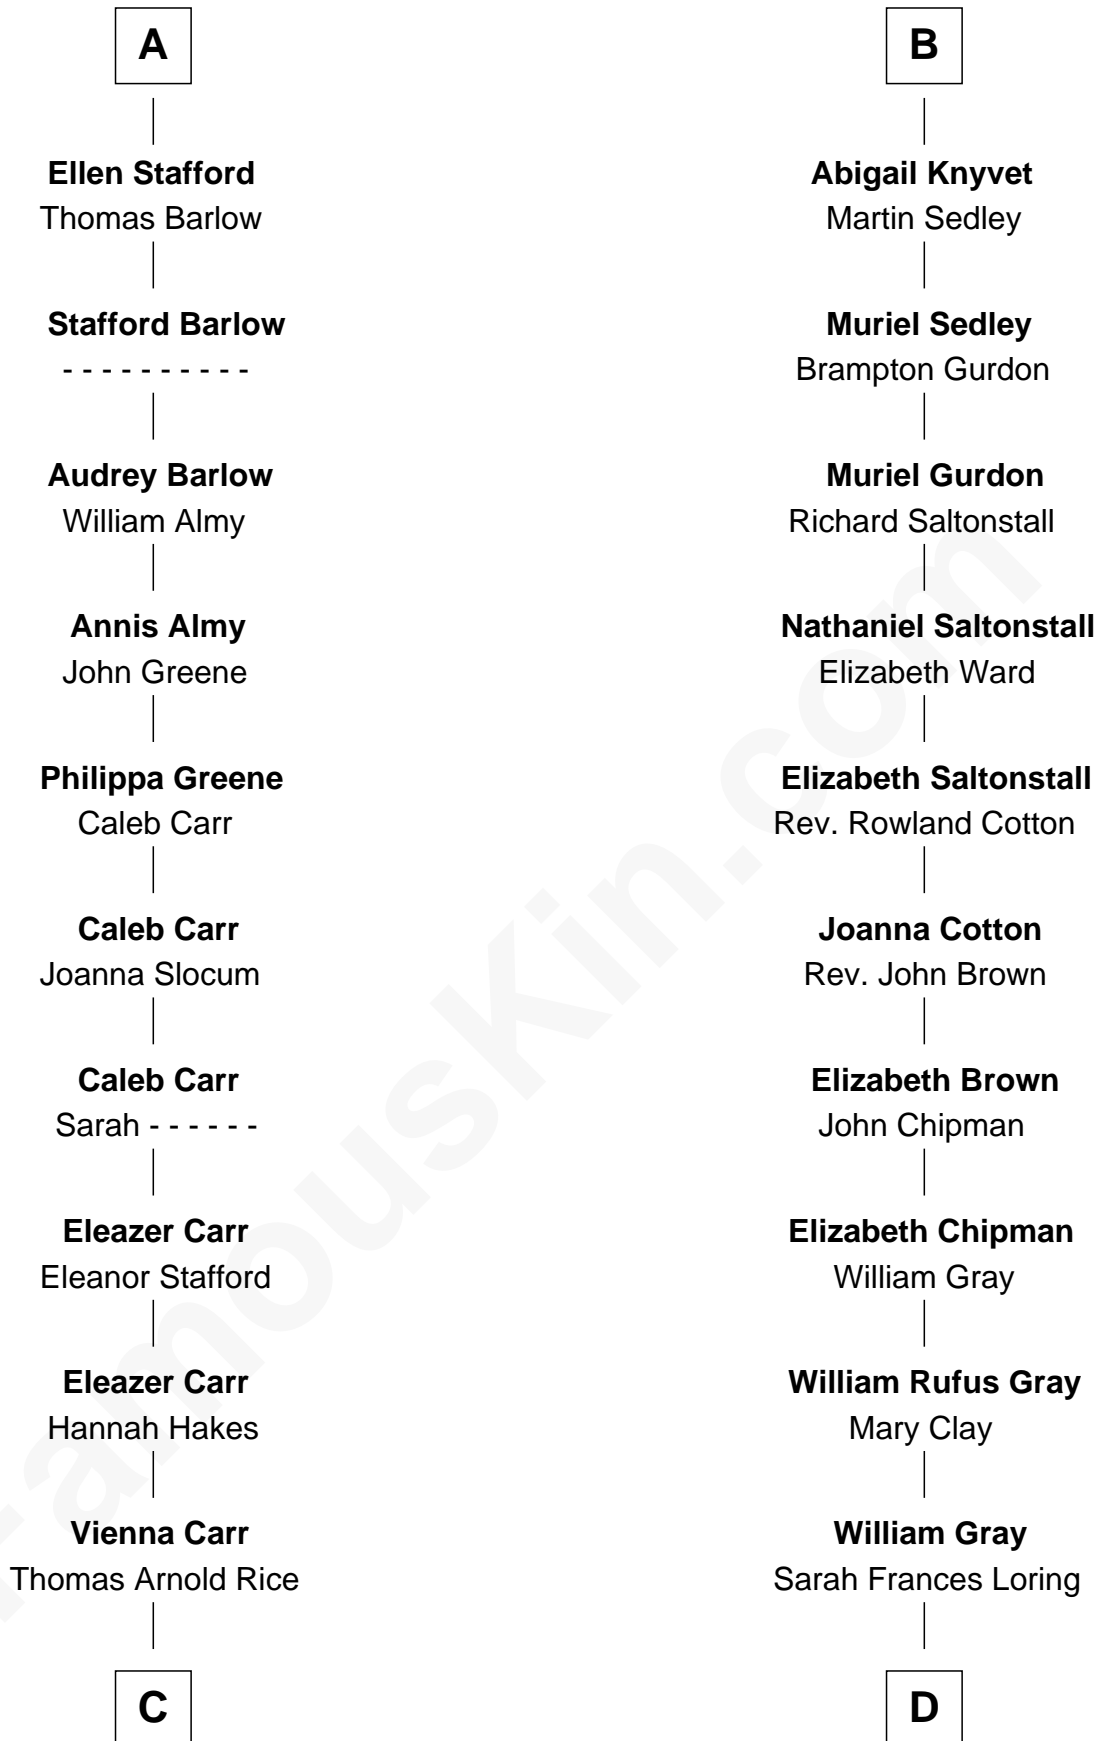 A
Ellen Stafford
Thomas Barlow
Stafford Barlow
- - - - - - - - - -
Audrey Barlow
William Almy
Annis Almy
John Greene
Philippa Greene
Caleb Carr
Caleb Carr
Joanna Slocum
Caleb Carr
Sarah - - - - - -
Eleazer Carr
Eleanor Stafford
Eleazer Carr
Hannah Hakes
Vienna Carr
Thomas Arnold Rice
C
B
Abigail Knyvet
Martin Sedley
Muriel Sedley
Brampton Gurdon
Muriel Gurdon
Richard Saltonstall
Nathaniel Saltonstall
Elizabeth Ward
Elizabeth Saltonstall
Rev. Rowland Cotton
Joanna Cotton
Rev. John Brown
Elizabeth Brown
John Chipman
Elizabeth Chipman
William Gray
William Rufus Gray
Mary Clay
William Gray
Sarah Frances Loring
D
FamousKin.com